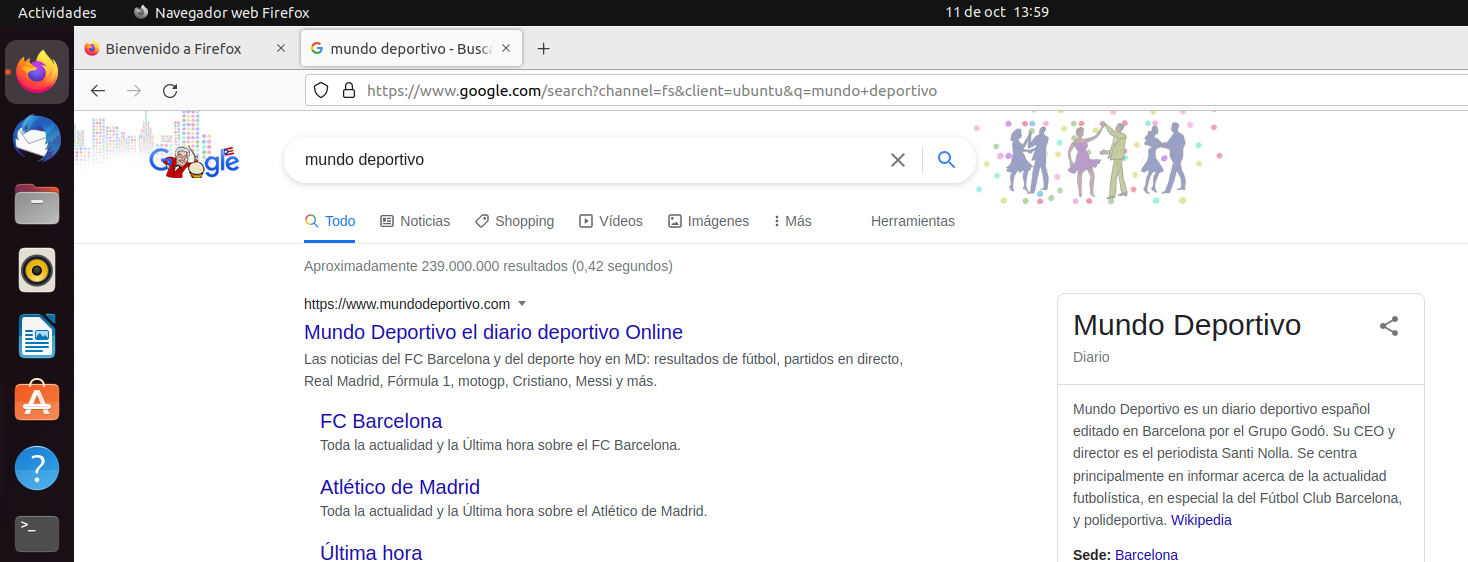 Actividades
Navegador web Firefox
11 de oct 13:59
Bienvenido a Firefox
mundo deportivo - Busca
https://www.google.com/search?channel=fs&client=ubuntu&q=mundo+deportivo
Google
mundo deportivo
Todo
Noticias
Shopping
Vídeos
Imágenes
Más
Herramientas
Aproximadamente 239.000.000 resultados (0,42 segundos)
https://www.mundodeportivo.com
Mundo Deportivo el diario deportivo Online
Las noticias del FC Barcelona y del deporte hoy en MD: resultados de fútbol, partidos en directo,
Real Madrid, Fórmula 1, motogp, Cristiano, Messi y más.
FC Barcelona
Toda la actualidad y la Última hora sobre el FC Barcelona.
Atlético de Madrid
Toda la actualidad y la Última hora sobre el Atlético de Madrid.
Última hora
Mundo Deportivo
Diario
Mundo Deportivo es un diario deportivo español
editado en Barcelona por el Grupo Godó. Su CEO y
director es el periodista Santi Nolla. Se centra
principalmente en informar acerca de la actualidad
futbolística, en especial la del Fútbol Club Barcelona,
y polideportiva. Wikipedia
Sede: Barcelona